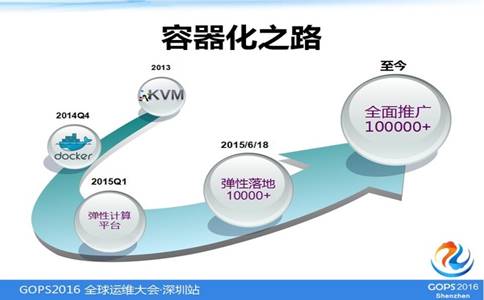 容器化之路
2013
KVM
2014Q4
docker
2015Q1
弹性计算
平台
2015/6/18
弹性落地
10000+
至今
全面推广
100000+
GOPS2016 全球运维大会·深圳站
GOPS2016
Shenzhen